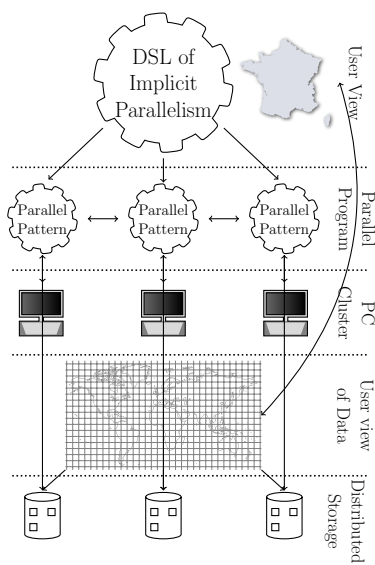 DSL of
Implicit
Parallelism
User View
Parallel
Pattern
Parallel
Pattern
Parallel
Pattern
Parallel
Program
PC
Cluster
User view
of Data
Distributed
Storage